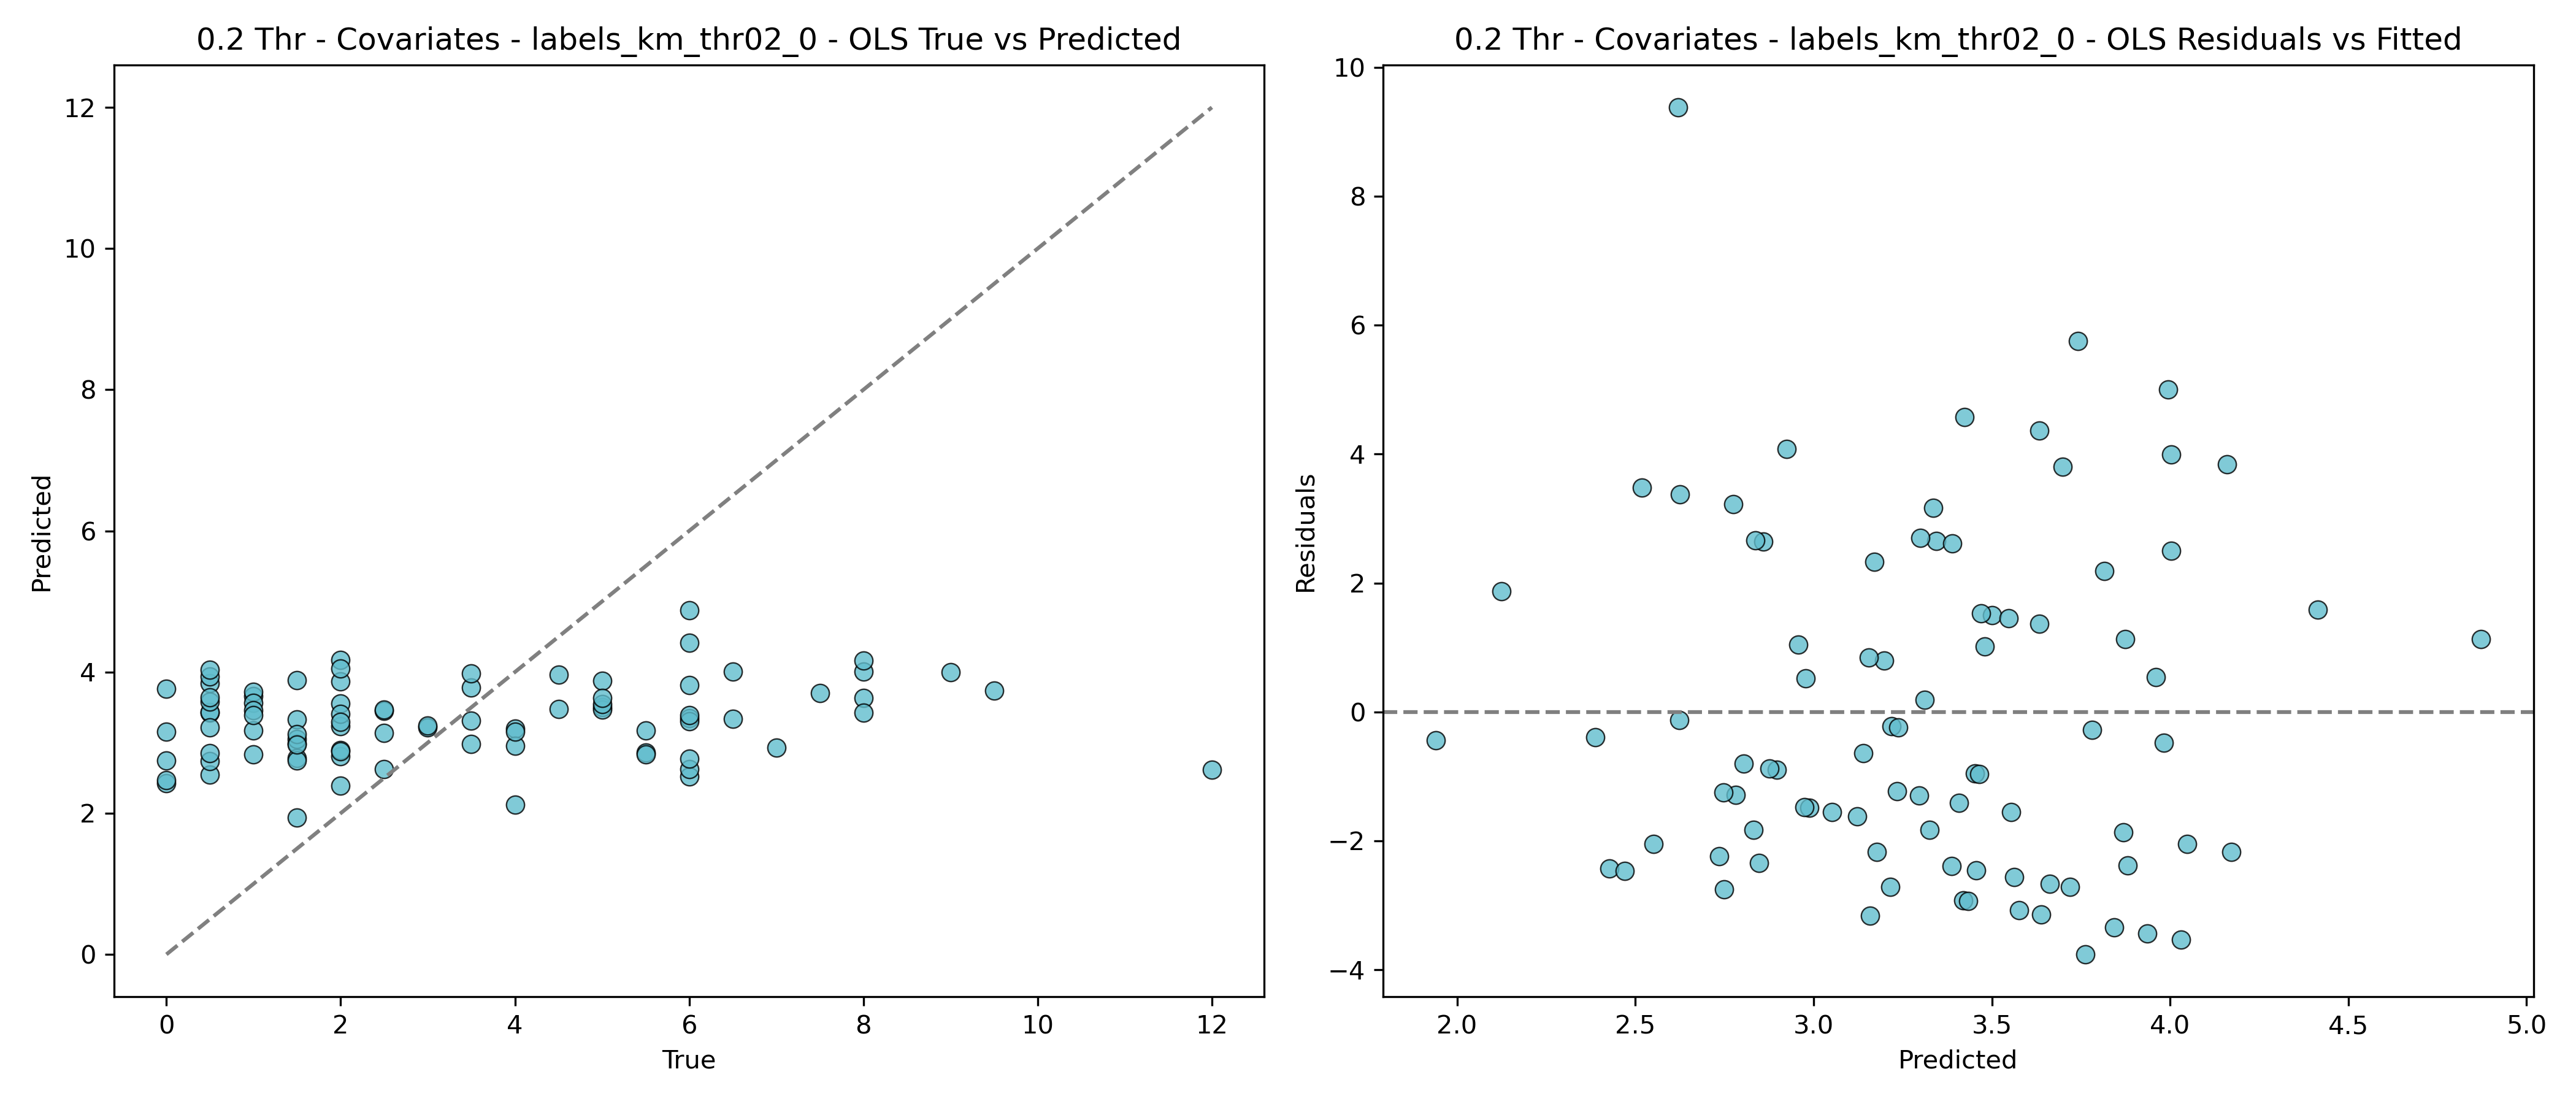 0.2 Thr - Covariates - labels_km_thr02_0 - OLS True vs Predicted
12
10
8
6
4
2
0
Predicted
0 2 4 6 8 10 12
True
0.2 Thr - Covariates - labels_km_thr02_0 - OLS Residuals vs Fitted
10
8
6
4
2
0
−2
−4
Residuals
2.0 2.5 3.0 3.5 4.0 4.5 5.0
Predicted